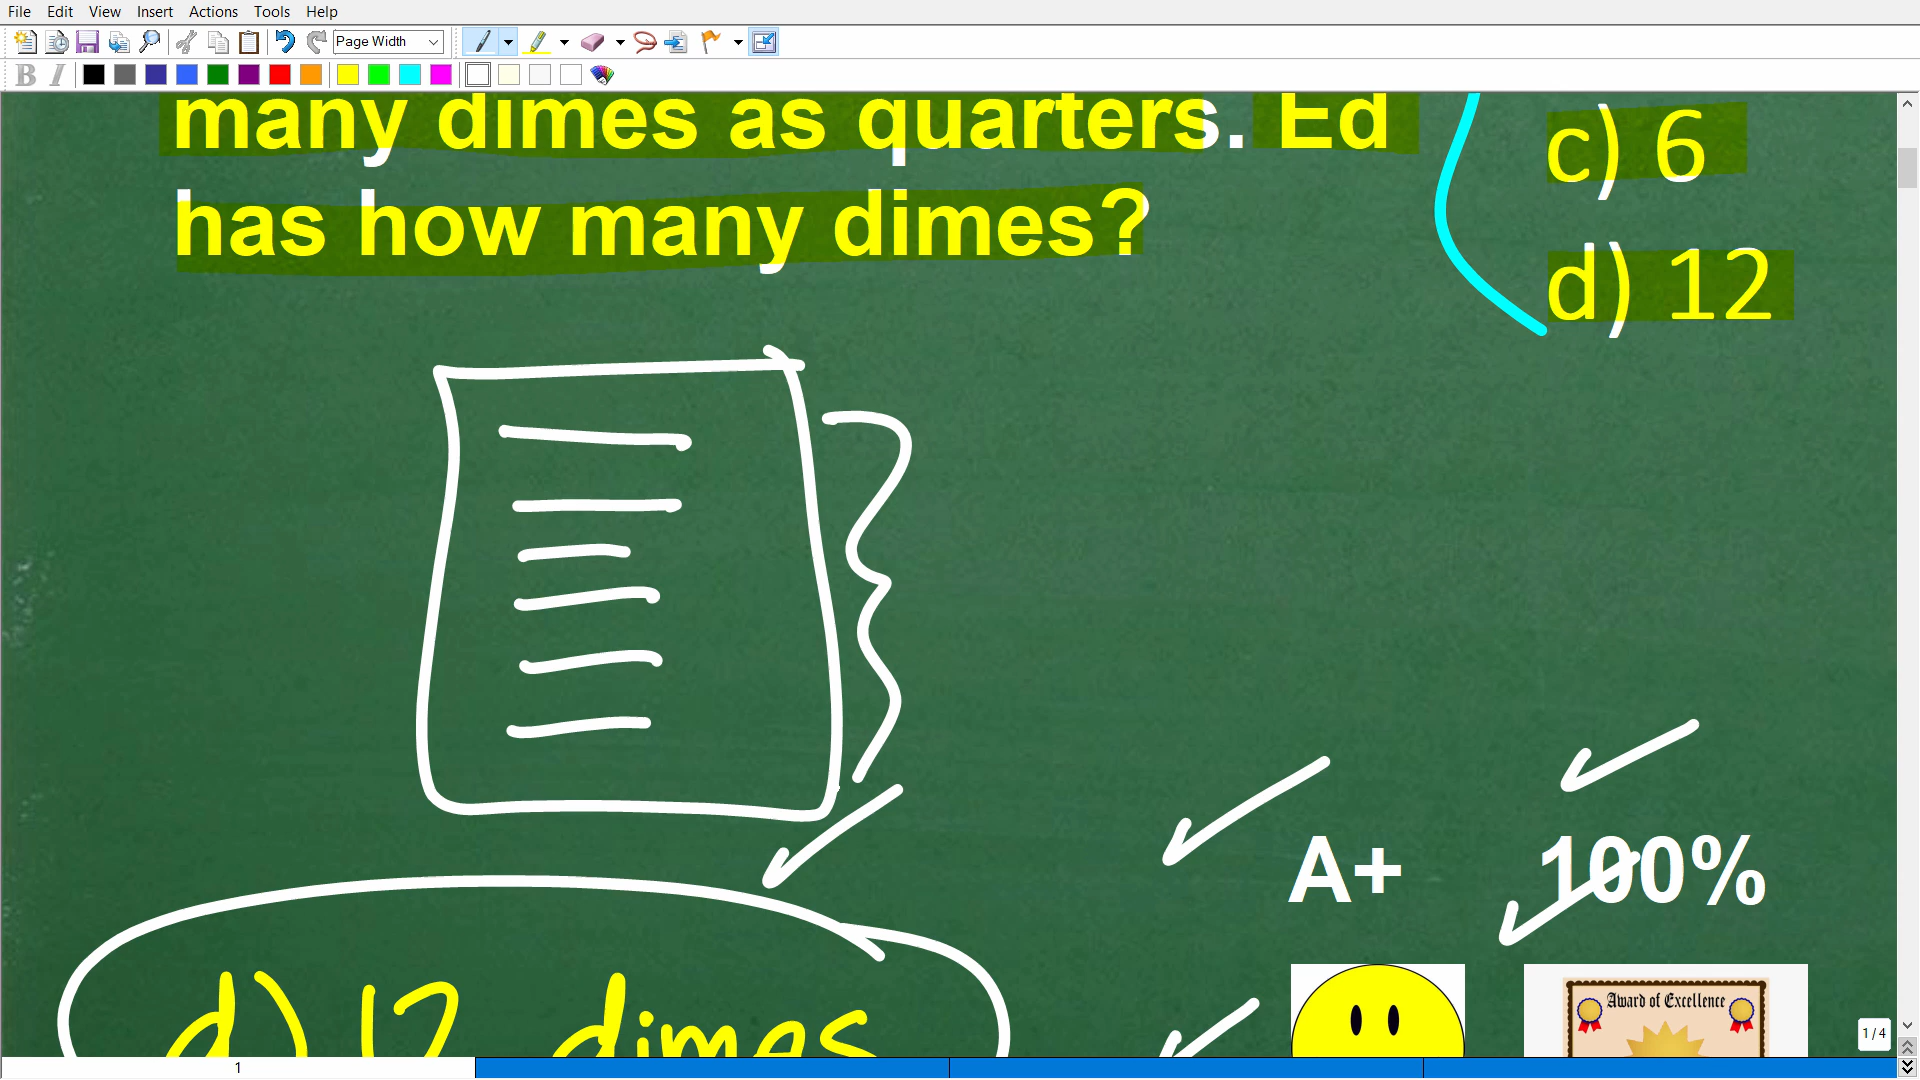 File Edit View Insert Actions Tools Help
Page Width
B I
many dimes as quarters. Ed
has how many dimes?
c) 6
d) 12
A+ 100%
d) 12 dimes
Award of Excellence
1 / 4
1